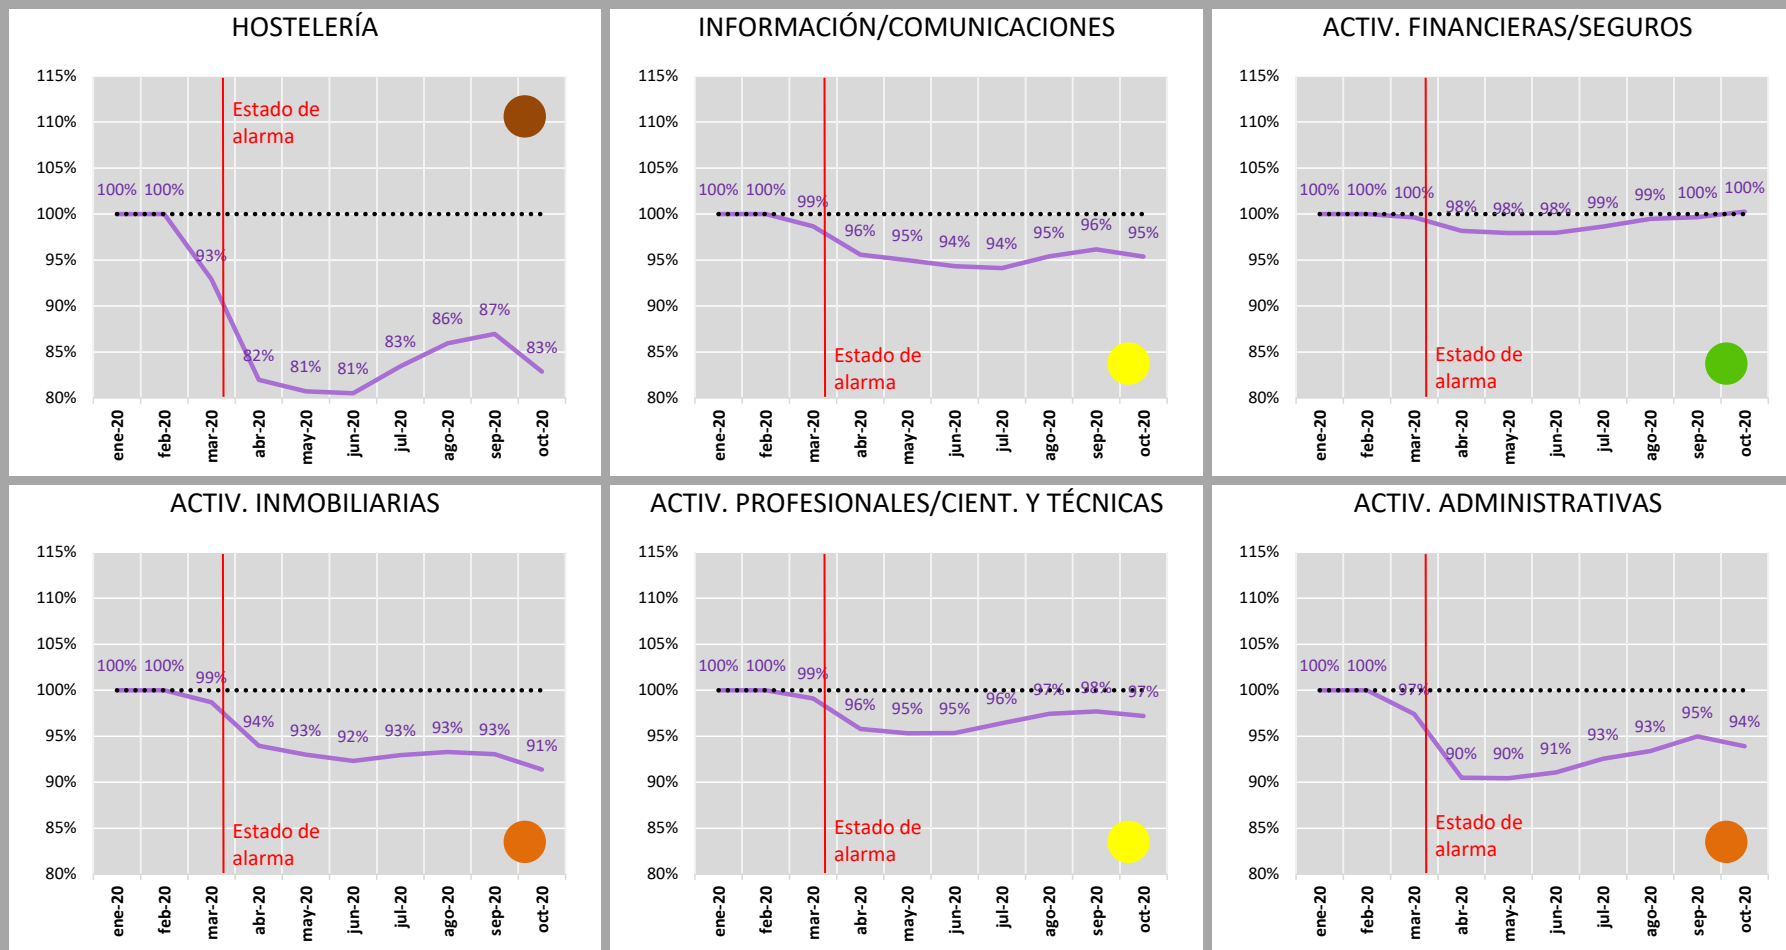 HOSTELERÍA
115%
110%
105%
100%
95%
90%
85%
80%
Estado de
alarma
100% 100% 93% 82% 81% 81% 83% 86% 87% 83%
ene-20 feb-20 mar-20 abr-20 may-20 jun-20 jul-20 ago-20 sep-20 oct-20
INFORMACIÓN/COMUNICACIONES
115%
110%
105%
100%
95%
90%
85%
80%
100% 100% 99% 96% 95% 94% 94% 95% 96% 95%
Estado de
alarma
ene-20 feb-20 mar-20 abr-20 may-20 jun-20 jul-20 ago-20 sep-20 oct-20
ACTIV. FINANCIERAS/SEGUROS
115%
110%
105%
100%
95%
90%
85%
80%
100% 100% 100% 98% 98% 98% 99% 99% 100% 100%
Estado de
alarma
ene-20 feb-20 mar-20 abr-20 may-20 jun-20 jul-20 ago-20 sep-20 oct-20
ACTIV. INMOBILIARIAS
115%
110%
105%
100%
95%
90%
85%
80%
100% 100% 99% 94% 93% 92% 93% 93% 93% 91%
Estado de
alarma
ene-20 feb-20 mar-20 abr-20 may-20 jun-20 jul-20 ago-20 sep-20 oct-20
ACTIV. PROFESIONALES/CIENT. Y TÉCNICAS
115%
110%
105%
100%
95%
90%
85%
80%
100% 100% 99% 96% 95% 95% 96% 97% 98% 97%
Estado de
alarma
ene-20 feb-20 mar-20 abr-20 may-20 jun-20 jul-20 ago-20 sep-20 oct-20
ACTIV. ADMINISTRATIVAS
115%
110%
105%
100%
95%
90%
85%
80%
100% 100% 97% 90% 90% 91% 93% 93% 95% 94%
Estado de
alarma
ene-20 feb-20 mar-20 abr-20 may-20 jun-20 jul-20 ago-20 sep-20 oct-20